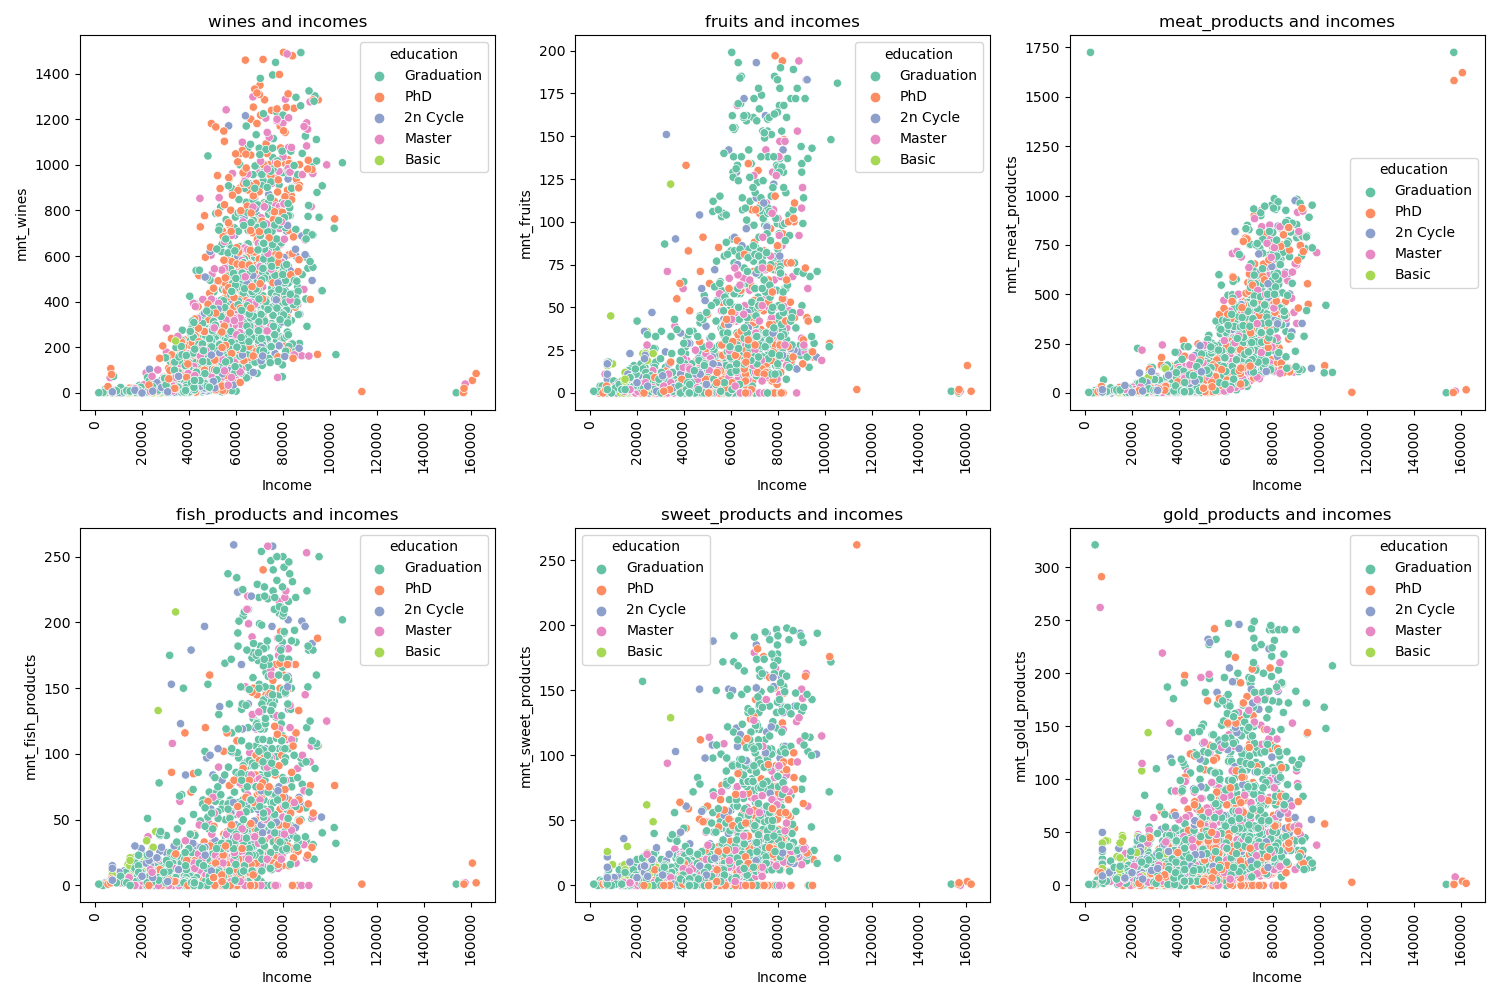 wines and incomes
mnt_wines
1400
1200
1000
800
600
400
200
0
education
Graduation
PhD
2n Cycle
Master
Basic
0
20000
40000
60000
80000
100000
120000
140000
160000
Income
fruits and incomes
mnt_fruits
200
175
150
125
100
75
50
25
0
education
Graduation
PhD
2n Cycle
Master
Basic
0
20000
40000
60000
80000
100000
120000
140000
160000
Income
meat_products and incomes
mnt_meat_products
1750
1500
1250
1000
750
500
250
0
education
Graduation
PhD
2n Cycle
Master
Basic
0
20000
40000
60000
80000
100000
120000
140000
160000
Income
fish_products and incomes
mnt_fish_products
250
200
150
100
50
0
education
Graduation
PhD
2n Cycle
Master
Basic
0
20000
40000
60000
80000
100000
120000
140000
160000
Income
sweet_products and incomes
mnt_sweet_products
250
200
150
100
50
0
education
Graduation
PhD
2n Cycle
Master
Basic
0
20000
40000
60000
80000
100000
120000
140000
160000
Income
gold_products and incomes
mnt_gold_products
300
250
200
150
100
50
0
education
Graduation
PhD
2n Cycle
Master
Basic
0
20000
40000
60000
80000
100000
120000
140000
160000
Income